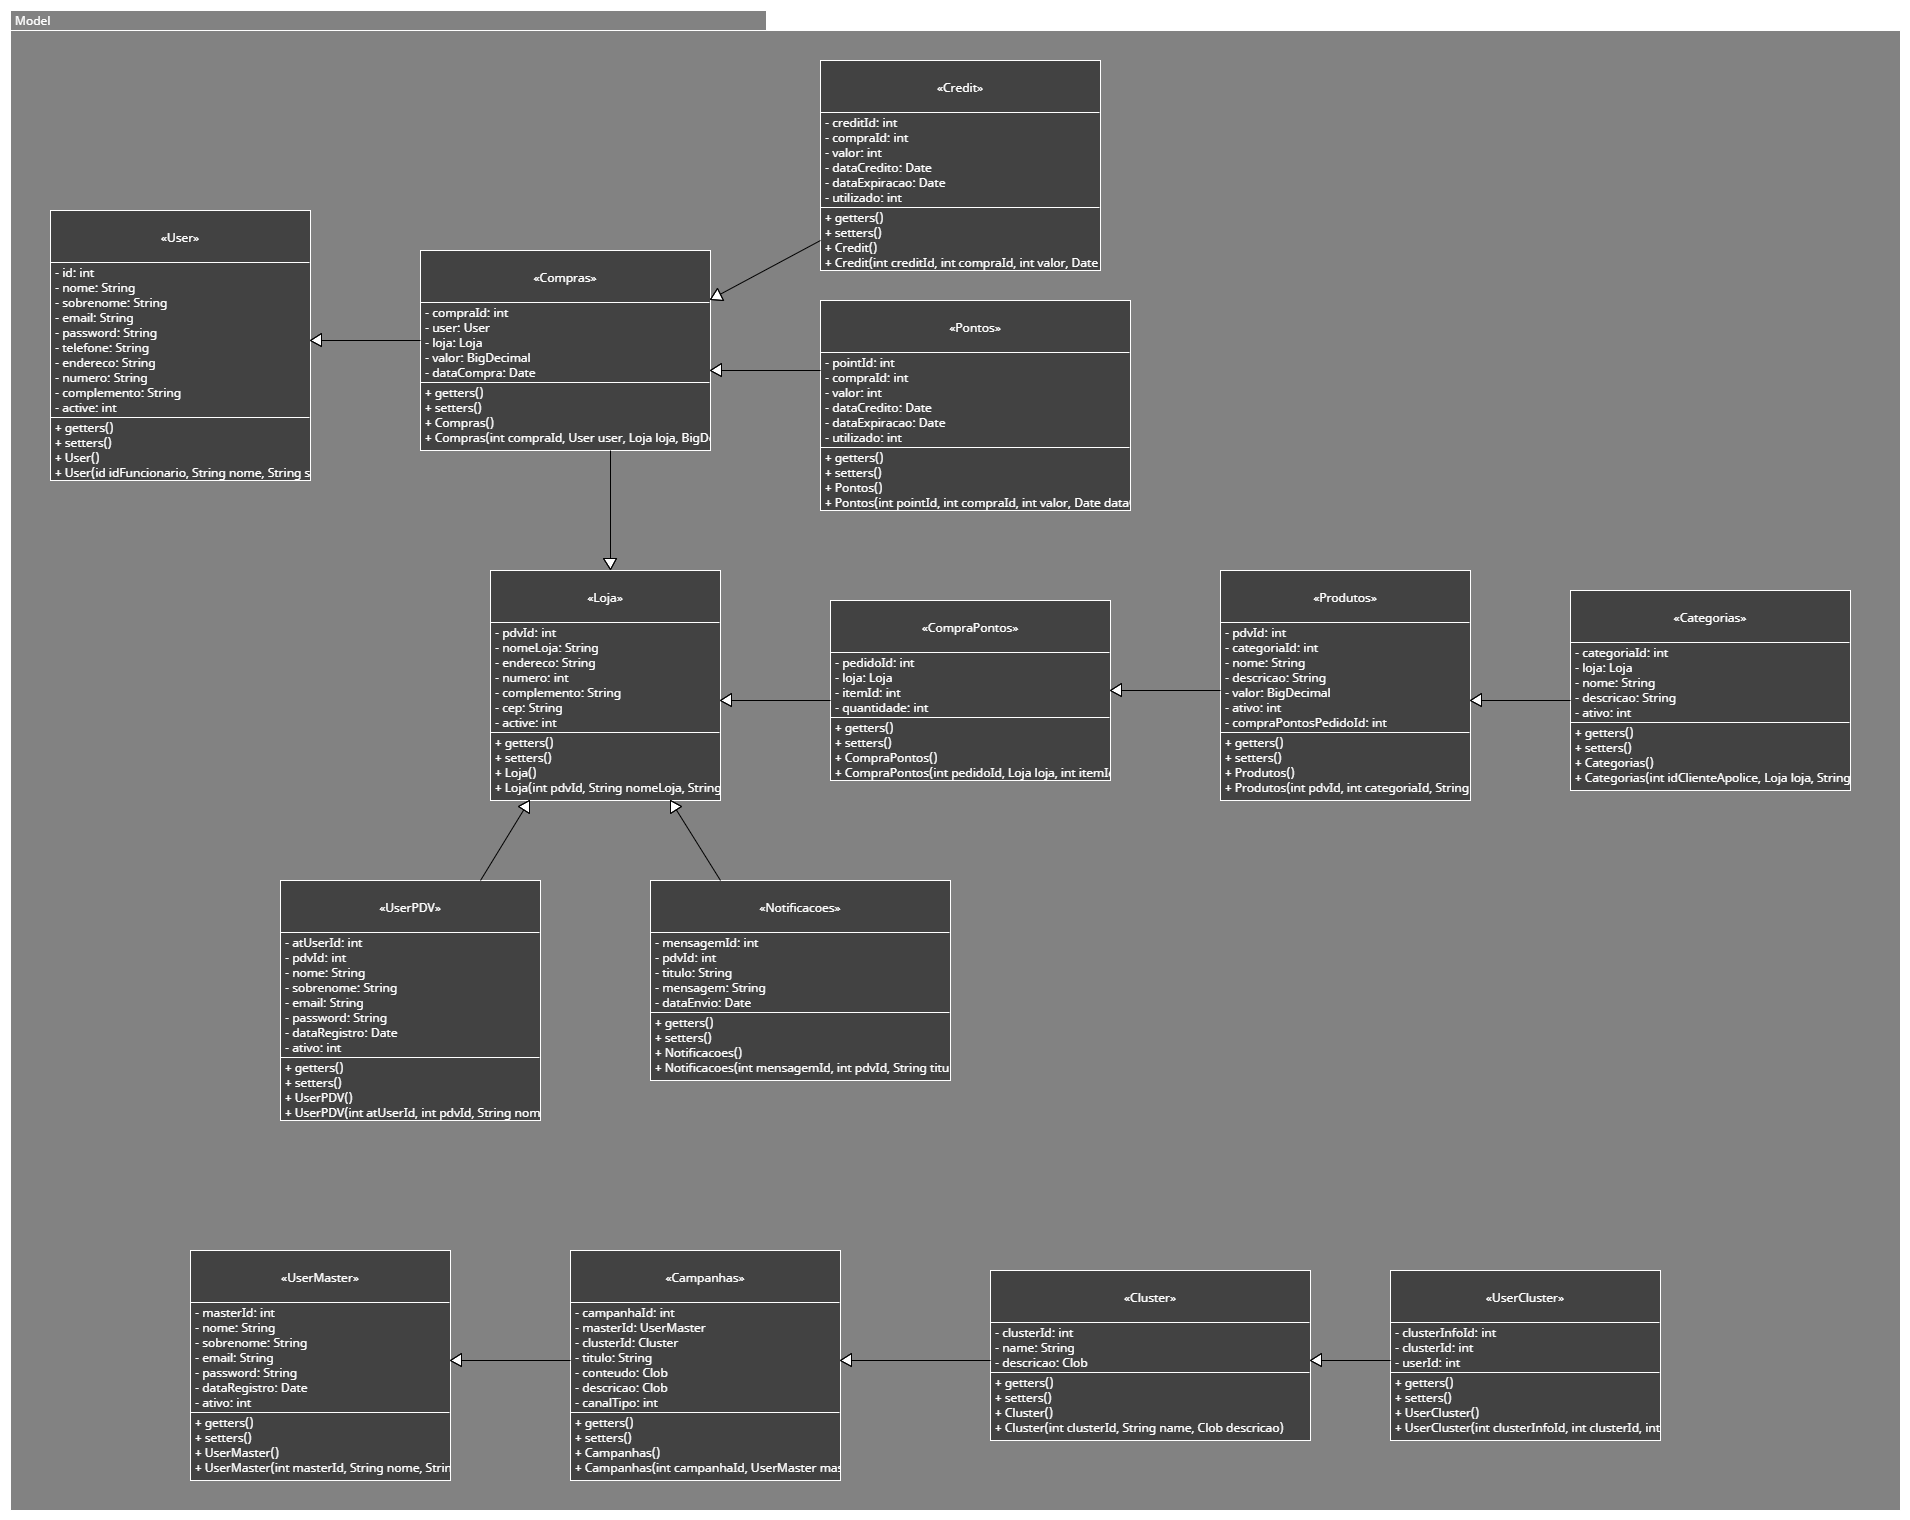 Model
«Credit»
- creditId: int
- compraId: int
- valor: int
- dataCredito: Date
- dataExpiracao: Date
- utilizado: int
+ getters()
+ setters()
+ Credit()
+ Credit(int creditId, int compraId, int valor, Date
«User»
- id: int
- nome: String
- sobrenome: String
- email: String
- password: String
- telefone: String
- endereco: String
- numero: String
- complemento: String
- active: int
+ getters()
+ setters()
+ User()
+ User(id idFuncionario, String nome, String s
«Compras»
- compraId: int
- user: User
- loja: Loja
- valor: BigDecimal
- dataCompra: Date
+ getters()
+ setters()
+ Compras()
+ Compras(int compraId, User user, Loja loja, BigD
«Pontos»
- pointId: int
- compraId: int
- valor: int
- dataCredito: Date
- dataExpiracao: Date
- utilizado: int
+ getters()
+ setters()
+ Pontos()
+ Pontos(int pointId, int compraId, int valor, Date data
«Loja»
- pdvId: int
- nomeLoja: String
- endereco: String
- numero: int
- complemento: String
- cep: String
- active: int
+ getters()
+ setters()
+ Loja()
+ Loja(int pdvId, String nomeLoja, String
«CompraPontos»
- pedidoId: int
- loja: Loja
- itemId: int
- quantidade: int
+ getters()
+ setters()
+ CompraPontos()
+ CompraPontos(int pedidoId, Loja loja, int itemI
«Produtos»
- pdvId: int
- categoriaId: int
- nome: String
- descricao: String
- valor: BigDecimal
- ativo: int
- compraPontosPedidoId: int
+ getters()
+ setters()
+ Produtos()
+ Produtos(int pdvId, int categoriaId, String
«Categorias»
- categoriaId: int
- loja: Loja
- nome: String
- descricao: String
- ativo: int
+ getters()
+ setters()
+ Categorias()
+ Categorias(int idClienteApolice, Loja loja, String
«UserPDV»
- atUserId: int
- pdvId: int
- nome: String
- sobrenome: String
- email: String
- password: String
- dataRegistro: Date
- ativo: int
+ getters()
+ setters()
+ UserPDV()
+ UserPDV(int atUserId, int pdvId, String nom
«Notificacoes»
- mensagemId: int
- pdvId: int
- titulo: String
- mensagem: String
- dataEnvio: Date
+ getters()
+ setters()
+ Notificacoes()
+ Notificacoes(int mensagemId, int pdvId, String titu
«UserMaster»
- masterId: int
- nome: String
- sobrenome: String
- email: String
- password: String
- dataRegistro: Date
- ativo: int
+ getters()
+ setters()
+ UserMaster()
+ UserMaster(int masterId, String nome, Strin
«Campanhas»
- campanhaId: int
- masterId: UserMaster
- clusterId: Cluster
- titulo: String
- conteudo: Clob
- descricao: Clob
- canalTipo: int
+ getters()
+ setters()
+ Campanhas()
+ Campanhas(int campanhaId, UserMaster mas
«Cluster»
- clusterId: int
- name: String
- descricao: Clob
+ getters()
+ setters()
+ Cluster()
+ Cluster(int clusterId, String name, Clob descricao)
«UserCluster»
- clusterInfoId: int
- clusterId: int
- userId: int
+ getters()
+ setters()
+ UserCluster()
+ UserCluster(int clusterInfoId, int clusterId, int